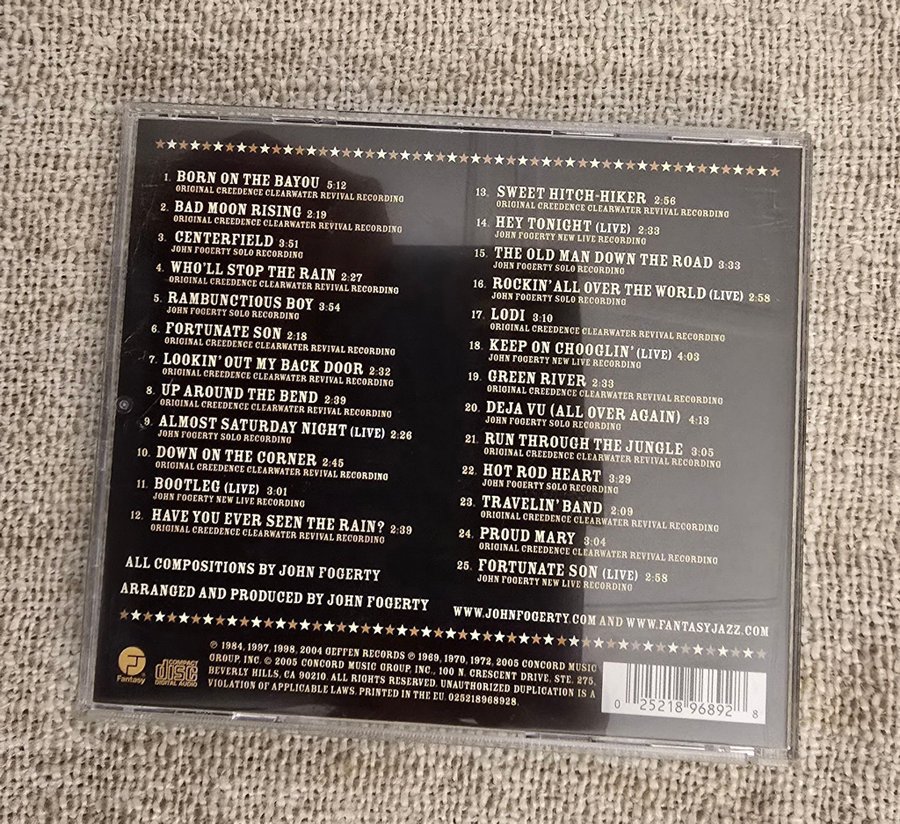 1. BORN ON THE BAYOU 5:12
ORIGINAL CREEDENCE CLEARWATER REVIVAL RECORDING
2. BAD MOON RISING 2:19
ORIGINAL CREEDENCE CLEARWATER REVIVAL RECORDING
3. CENTERFIELD 3:51
JOHN FOGERTY SOLO RECORDING
4. WHO'LL STOP THE RAIN 2:27
ORIGINAL CREEDENCE CLEARWATER REVIVAL RECORDING
5. RAMBUNCTIOUS BOY 3:54
JOHN FOGERTY SOLO RECORDING
6. FORTUNATE SON 2:18
ORIGINAL CREEDENCE CLEARWATER REVIVAL RECORDING
7. LOOKIN' OUT MY BACK DOOR 2:32
ORIGINAL CREEDENCE CLEARWATER REVIVAL RECORDING
8. UP AROUND THE BEND 2:39
ORIGINAL CREEDENCE CLEARWATER REVIVAL RECORDING
9. ALMOST SATURDAY NIGHT (LIVE) 2:26
JOHN FOGERTY SOLO RECORDING
10. DOWN ON THE CORNER 2:45
ORIGINAL CREEDENCE CLEARWATER REVIVAL RECORDING
11. BOOTLEG (LIVE) 3:01
JOHN FOGERTY NEW LIVE RECORDING
12. HAVE YOU EVER SEEN THE RAIN? 2:39
ORIGINAL CREEDENCE CLEARWATER REVIVAL RECORDING
13. SWEET HITCH-HIKER 2:56
ORIGINAL CREEDENCE CLEARWATER REVIVAL RECORDING
14. HEY TONIGHT (LIVE) 2:33
JOHN FOGERTY NEW LIVE RECORDING
15. THE OLD MAN DOWN THE ROAD 3:33
JOHN FOGERTY SOLO RECORDING
16. ROCKIN' ALL OVER THE WORLD (LIVE) 2:58
JOHN FOGERTY SOLO RECORDING
17. LODI 3:10
ORIGINAL CREEDENCE CLEARWATER REVIVAL RECORDING
18. KEEP ON CHOOGLIN' (LIVE) 4:03
JOHN FOGERTY NEW LIVE RECORDING
19. GREEN RIVER 2:33
ORIGINAL CREEDENCE CLEARWATER REVIVAL RECORDING
20. DEJA VU (ALL OVER AGAIN) 4:13
JOHN FOGERTY SOLO RECORDING
21. RUN THROUGH THE JUNGLE 3:05
ORIGINAL CREEDENCE CLEARWATER REVIVAL RECORDING
22. HOT ROD HEART 3:29
JOHN FOGERTY SOLO RECORDING
23. TRAVELIN' BAND 2:09
ORIGINAL CREEDENCE CLEARWATER REVIVAL RECORDING
24. PROUD MARY 3:04
ORIGINAL CREEDENCE CLEARWATER REVIVAL RECORDING
25. FORTUNATE SON (LIVE) 2:58
JOHN FOGERTY NEW LIVE RECORDING
ALL COMPOSITIONS BY JOHN FOGERTY
ARRANGED AND PRODUCED BY JOHN FOGERTY
WWW.JOHNFOGERTY.COM AND WWW.FANTASYJAZZ.COM
Fantasy
COMPACT
disc
DIGITAL AUDIO
℗ 1984, 1997, 1998, 2004 GEFFEN RECORDS ℗ 1969, 1970, 1972, 2005 CONCORD MUSIC
GROUP, INC. © 2005 CONCORD MUSIC GROUP, INC., 100 N. CRESCENT DRIVE, STE. 275,
BEVERLY HILLS, CA 90210. ALL RIGHTS RESERVED. UNAUTHORIZED DUPLICATION IS A
VIOLATION OF APPLICABLE LAWS. PRINTED IN THE EU. 025218968928.
0 25218 96892 8